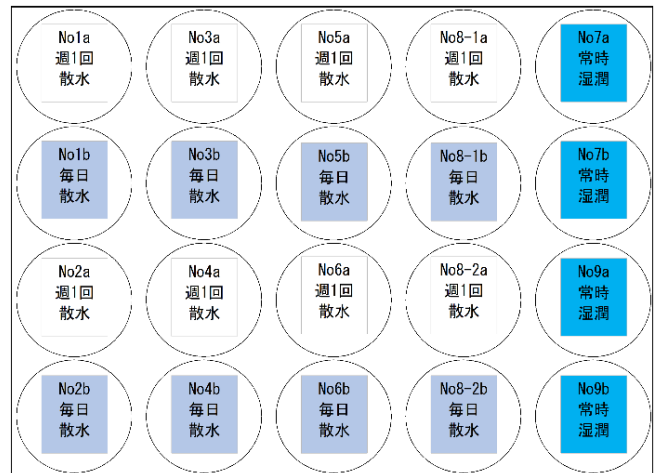 No1a
週1回
散水
No3a
週1回
散水
No5a
週1回
散水
No8-1a
週1回
散水
No7a
常時
湿潤
No1b
毎日
散水
No3b
毎日
散水
No5b
毎日
散水
No8-1b
毎日
散水
No7b
常時
湿潤
No2a
週1回
散水
No4a
週1回
散水
No6a
週1回
散水
No8-2a
週1回
散水
No9a
常時
湿潤
No2b
毎日
散水
No4b
毎日
散水
No6b
毎日
散水
No8-2b
毎日
散水
No9b
常時
湿潤